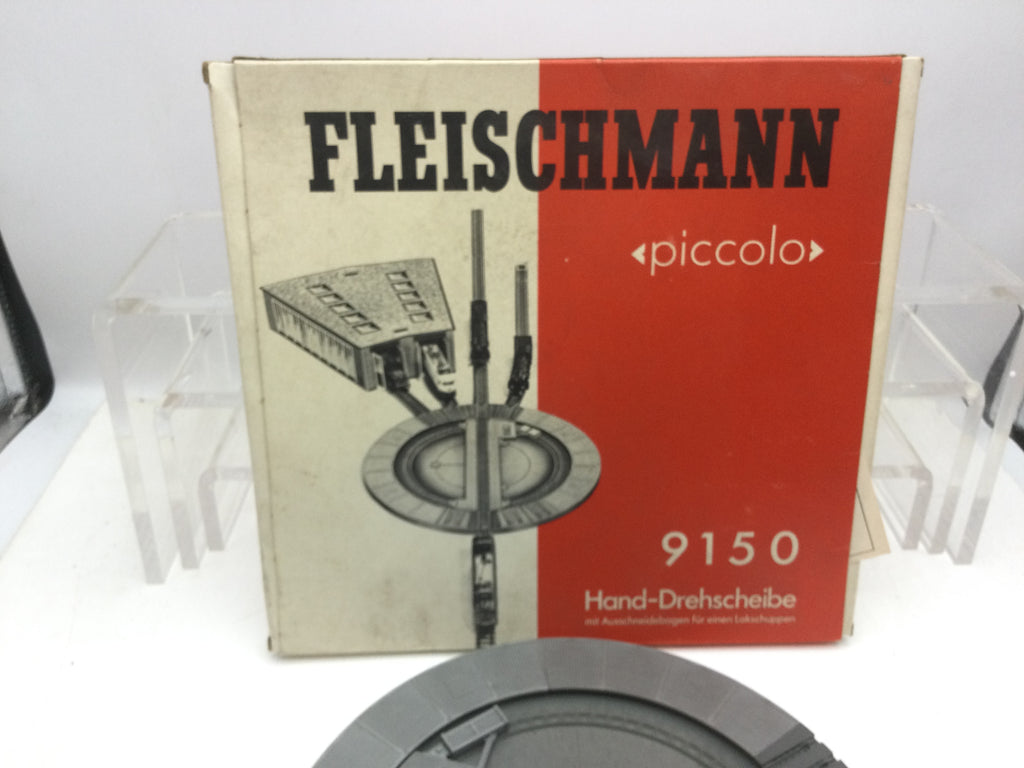 FLEISCHMANN
‹piccolo›
9150
Hand-Drehscheibe
mit Ausschneidebogen für einen Lokschuppen